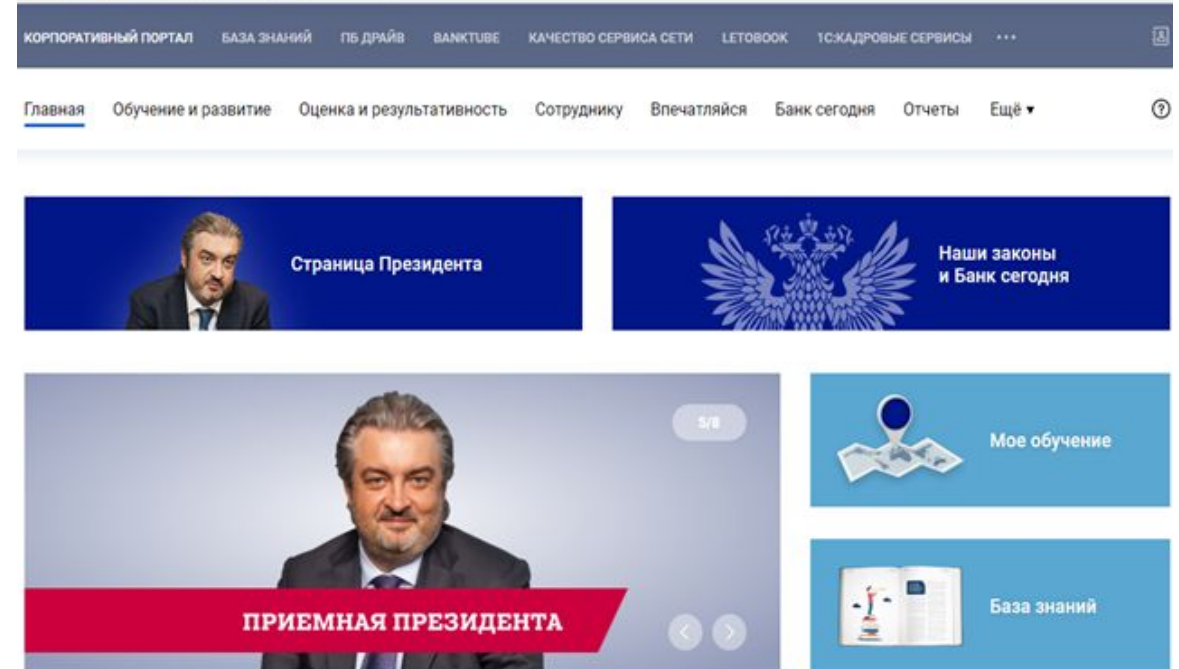 КОРПОРАТИВНЫЙ ПОРТАЛ БАЗА ЗНАНИЙ ПБ ДРАЙВ BANKTUBE КАЧЕСТВО СЕРВИСА СЕТИ LETOBOOK 1С:КАДРОВЫЕ СЕРВИСЫ ...
Главная Обучение и развитие Оценка и результативность Сотруднику Впечатляйся Банк сегодня Отчеты Ещё
Страница Президента
Наши законы
и Банк сегодня
5/8
Мое обучение
ПРИЕМНАЯ ПРЕЗИДЕНТА
База знаний